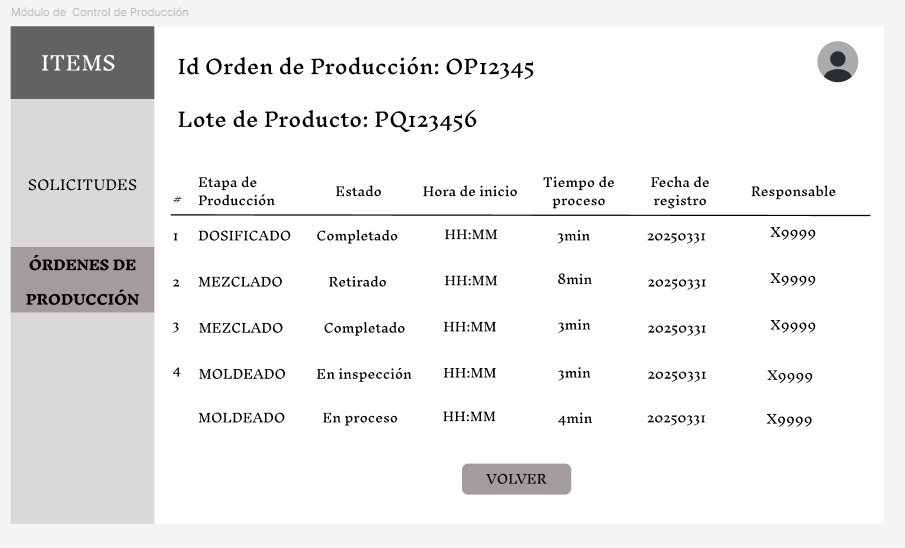 Módulo de Control de Producción
ITEMS
Id Orden de Producción: OP12345
Lote de Producto: PQ123456
SOLICITUDES
ÓRDENES DE
PRODUCCIÓN
# Etapa de Producción Estado Hora de inicio Tiempo de proceso Fecha de registro Responsable
1 DOSIFICADO Completado HH:MM 3min 20250331 X9999
2 MEZCLADO Retirado HH:MM 8min 20250331 X9999
3 MEZCLADO Completado HH:MM 3min 20250331 X9999
4 MOLDEADO En inspección HH:MM 3min 20250331 X9999
MOLDEADO En proceso HH:MM 4min 20250331 X9999
VOLVER